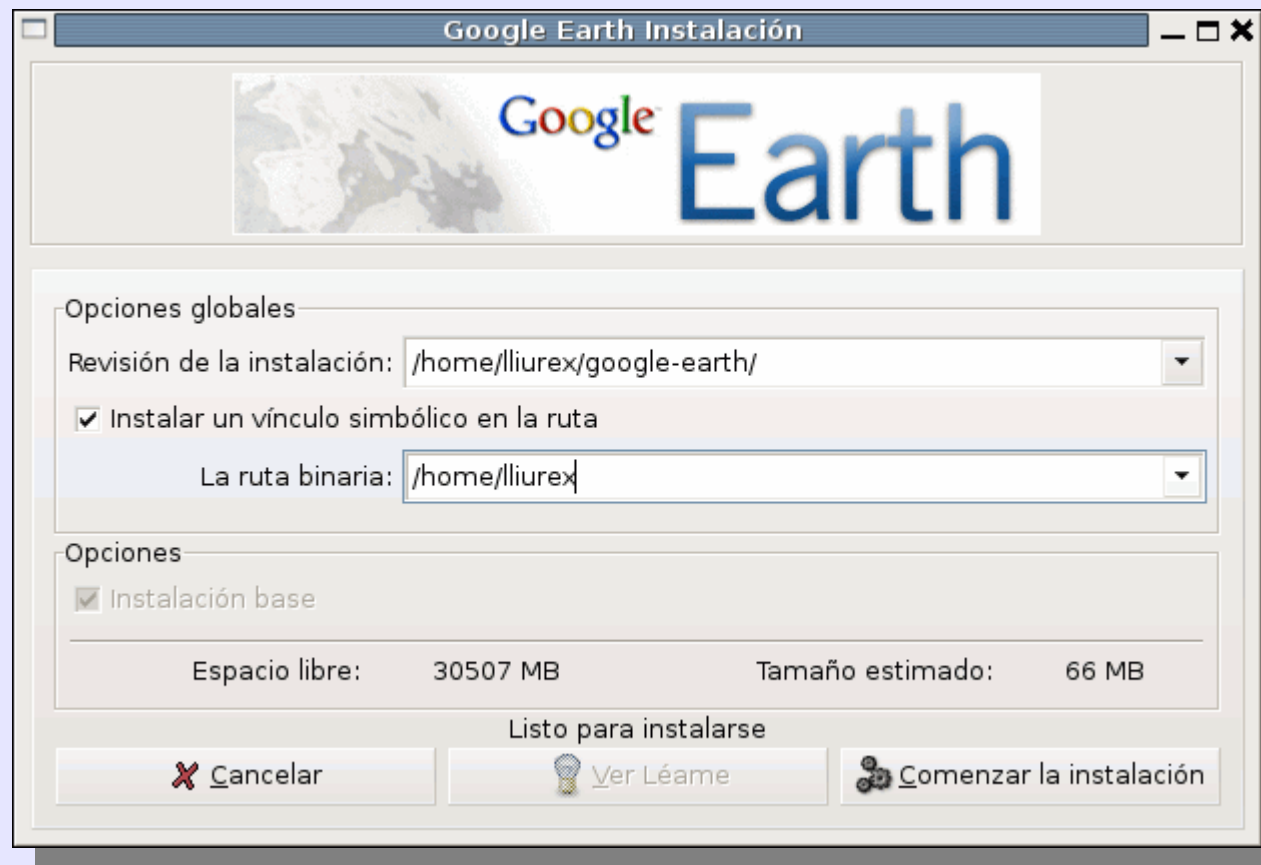 Google Earth Instalación
Google™ Earth
Opciones globales
Revisión de la instalación: /home/lliurex/google-earth/
Instalar un vínculo simbólico en la ruta
La ruta binaria: /home/lliurex
Opciones
Instalación base
Espacio libre: 30507 MB Tamaño estimado: 66 MB
Listo para instalarse
Cancelar Ver Léame Comenzar la instalación